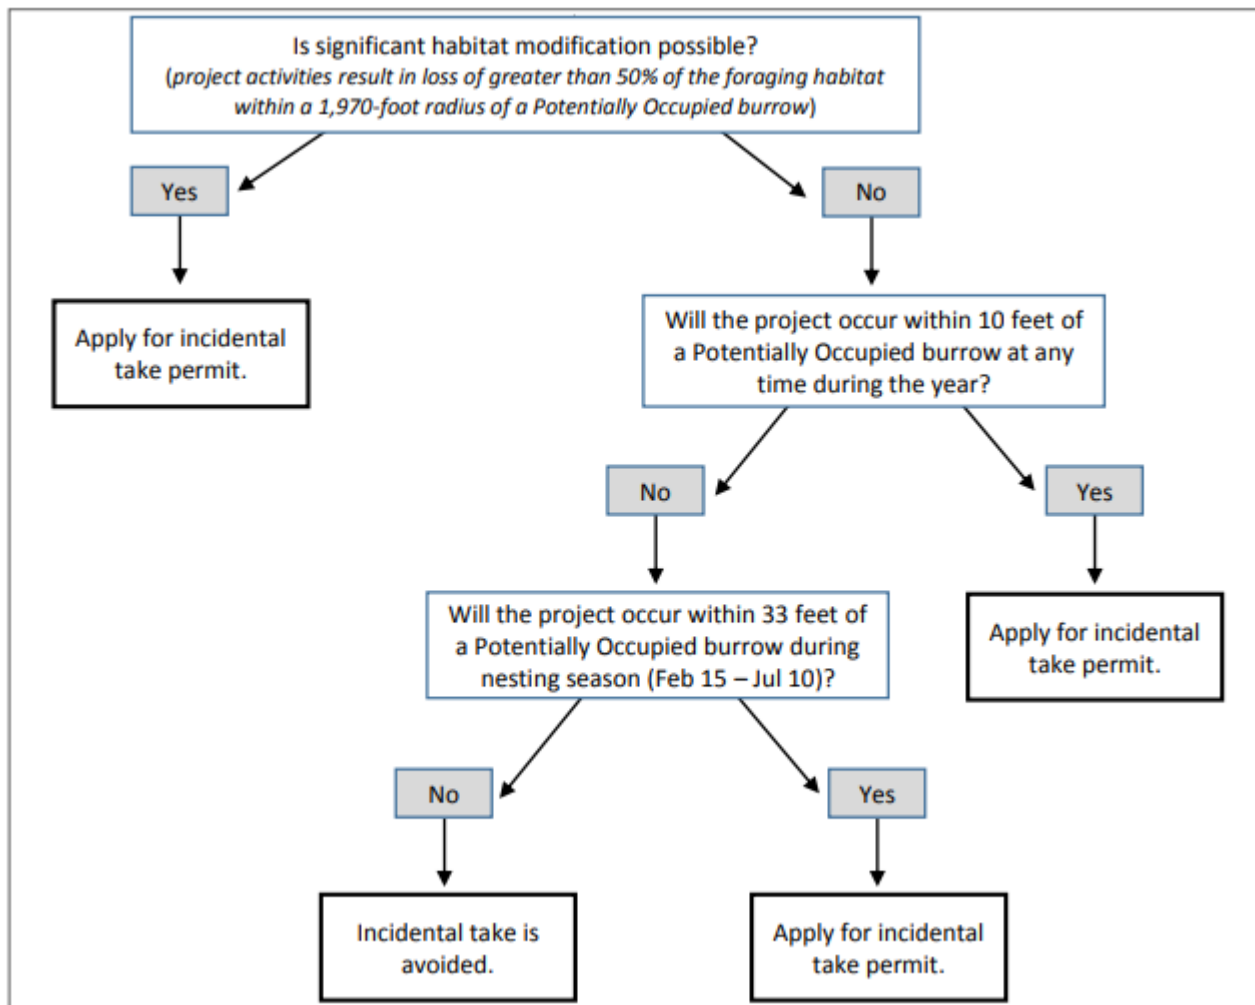 Is significant habitat modification possible?
(project activities result in loss of greater than 50% of the foraging habitat
within a 1,970-foot radius of a Potentially Occupied burrow)
Yes
No
Apply for incidental
take permit.
Will the project occur within 10 feet of
a Potentially Occupied burrow at any
time during the year?
No
Yes
Will the project occur within 33 feet of
a Potentially Occupied burrow during
nesting season (Feb 15 – Jul 10)?
Apply for incidental
take permit.
No
Yes
Incidental take is
avoided.
Apply for incidental
take permit.